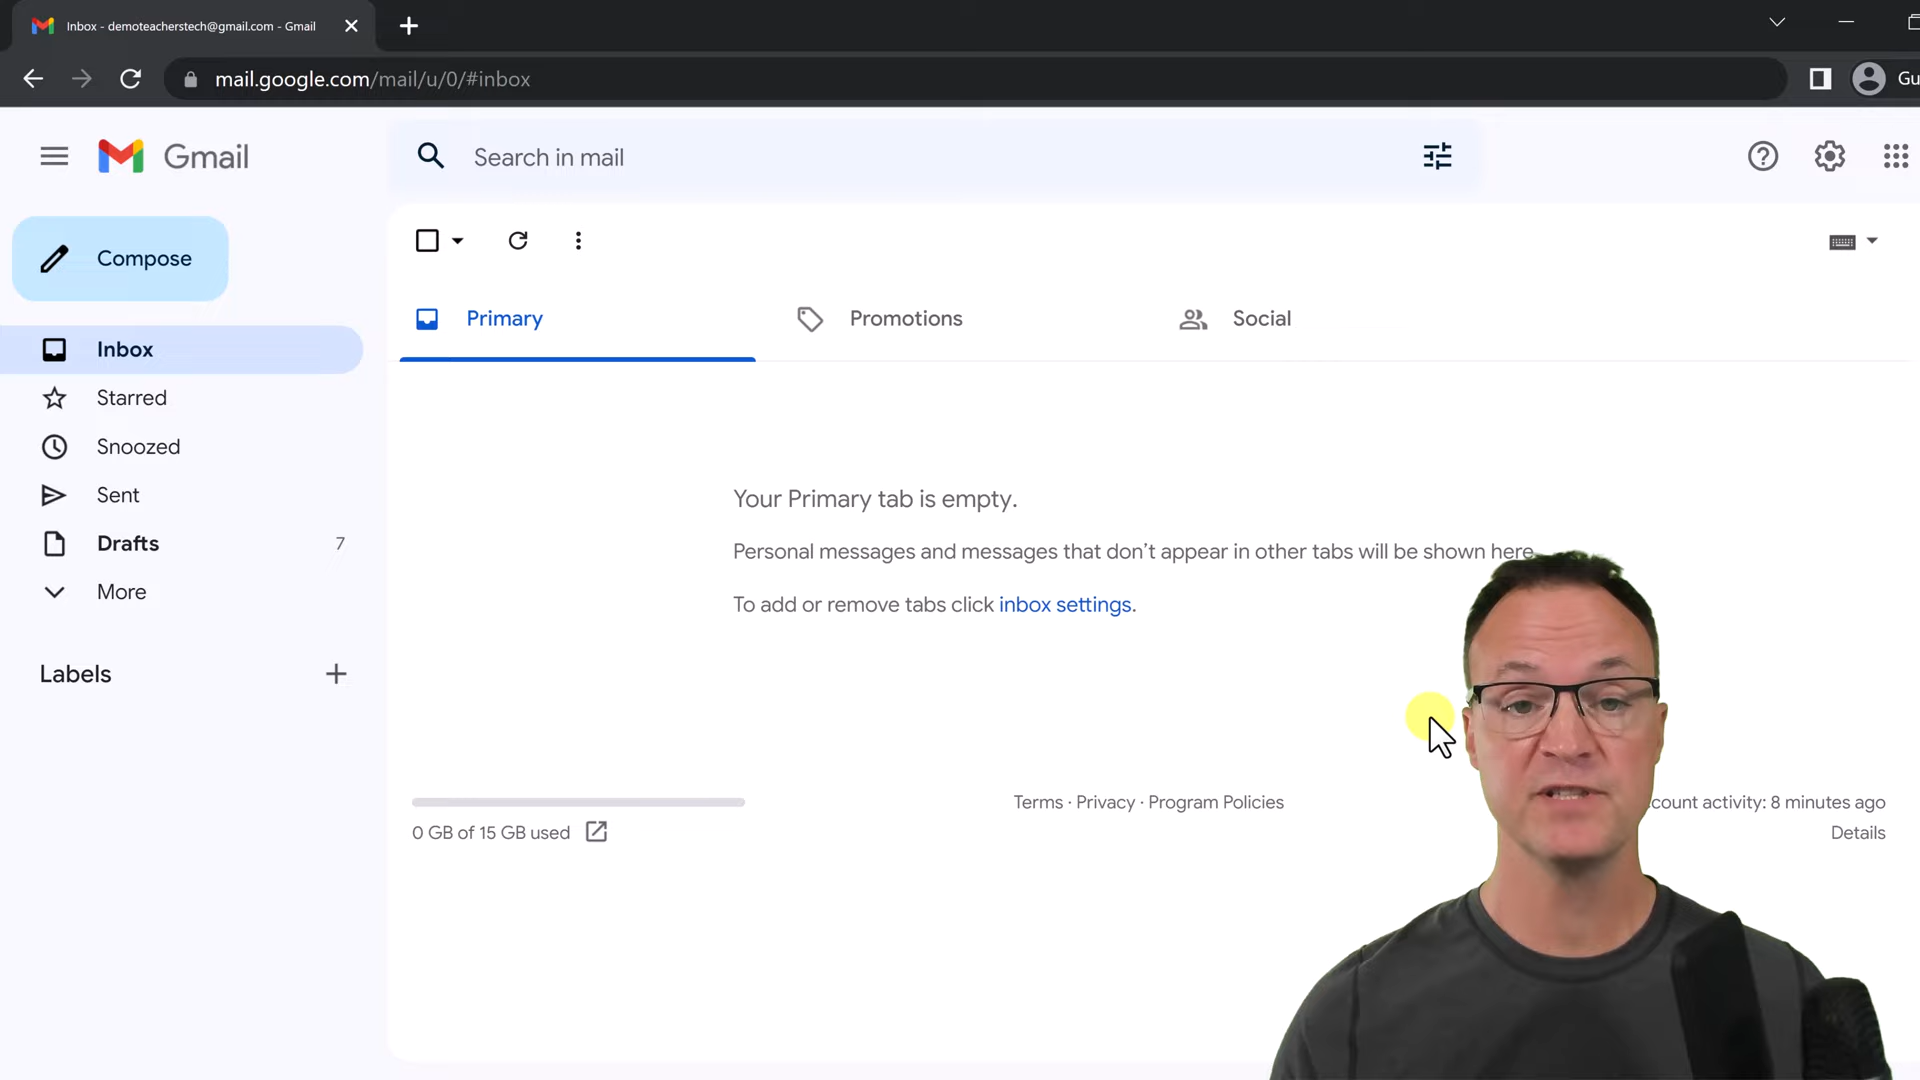 Inbox - demoteacherstech@gmail.com - Gmail
mail.google.com/mail/u/0/#inbox
Gu
Gmail
Search in mail
Compose
Primary
Promotions
Social
Inbox
Starred
Snoozed
Sent
Drafts 7
More
Labels
Your Primary tab is empty.
Personal messages and messages that don't appear in other tabs will be shown here
To add or remove tabs click inbox settings.
Terms · Privacy · Program Policies
count activity: 8 minutes ago
0 GB of 15 GB used
Details